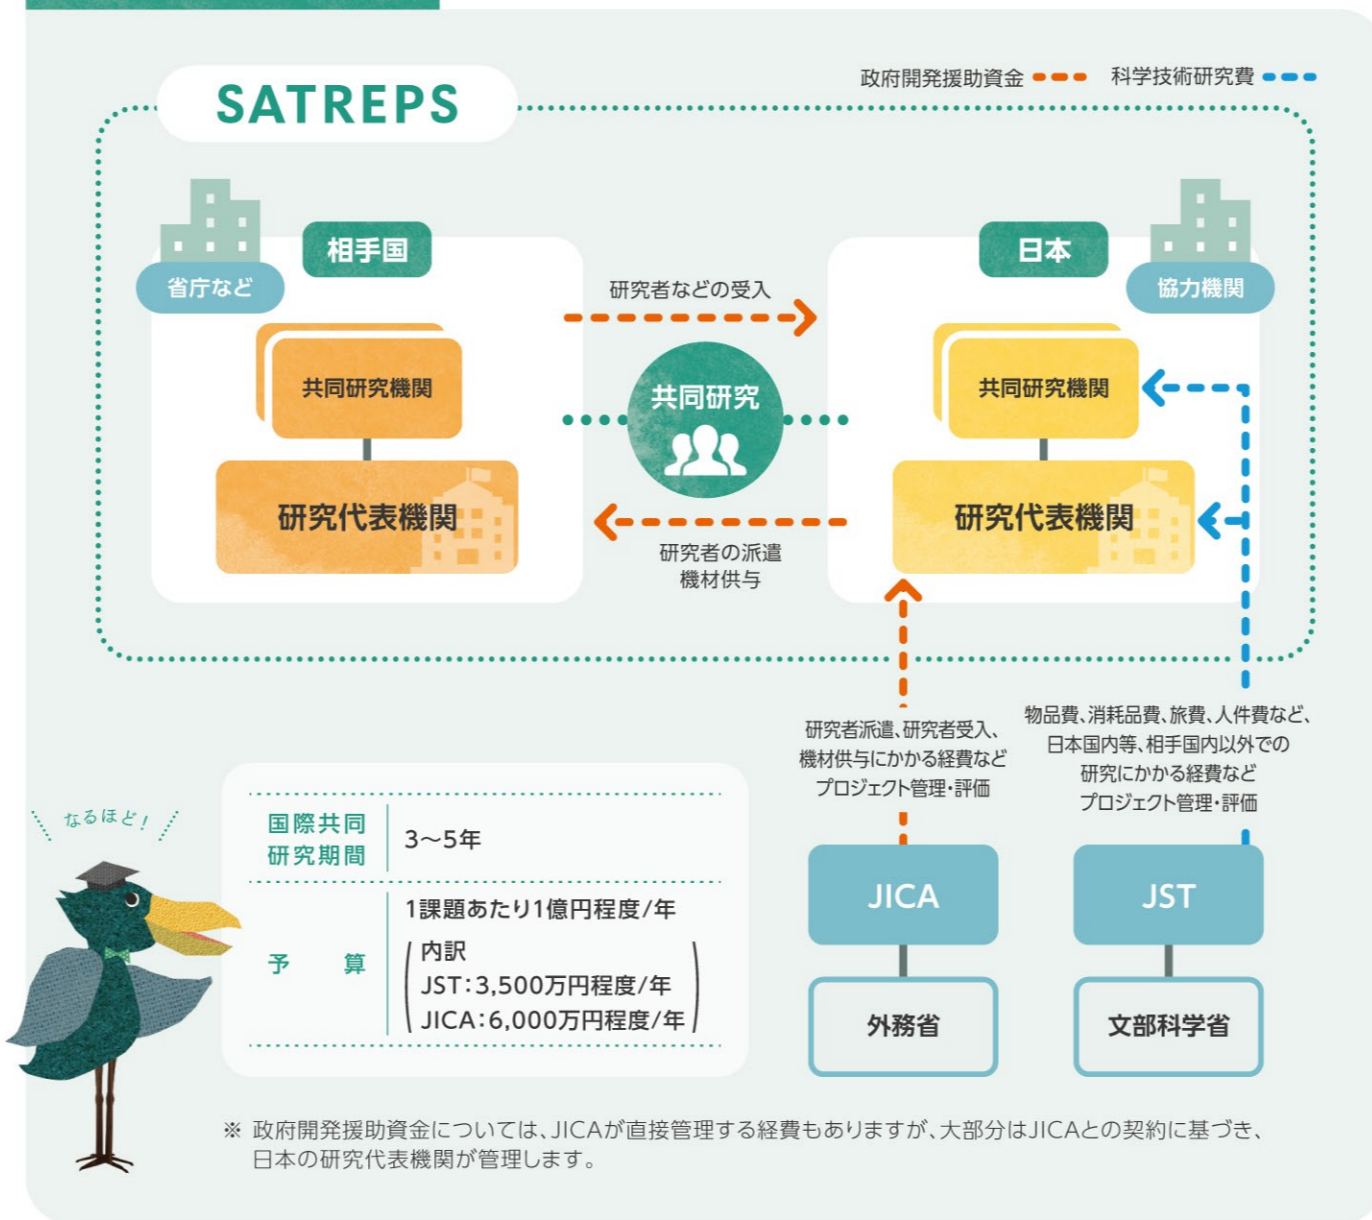 政府開発援助資金
科学技術研究費
SATREPS
相手国
省庁など
共同研究機関
研究代表機関
研究者などの受入
共同研究
研究者の派遣
機材供与
日本
協力機関
共同研究機関
研究代表機関
研究者派遣、研究者受入、
機材供与にかかる経費など
プロジェクト管理・評価
物品費、消耗品費、旅費、人件費など、
日本国内等、相手国内以外での
研究にかかる経費など
プロジェクト管理・評価
JICA
外務省
JST
文部科学省
なるほど!
国際共同
研究期間
3〜5年
予 算
1課題あたり1億円程度/年
内訳
JST:3,500万円程度/年
JICA:6,000万円程度/年
※ 政府開発援助資金については、JICAが直接管理する経費もありますが、大部分はJICAとの契約に基づき、
日本の研究代表機関が管理します。